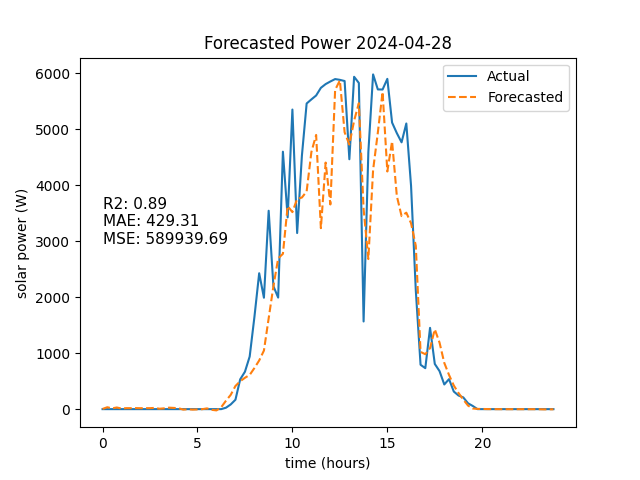 Forecasted Power 2024-04-28
Actual
Forecasted
R2: 0.89
MAE: 429.31
MSE: 589939.69
solar power (W)
6000
5000
4000
3000
2000
1000
0
0 5 10 15 20
time (hours)